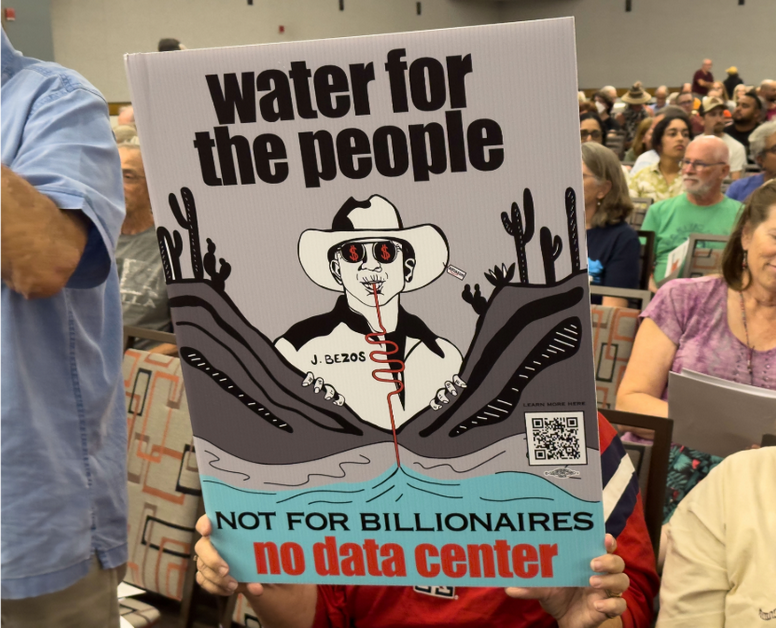 water for
the people
$ $
J. BEZOS
LEARN MORE HERE
NOT FOR BILLIONAIRES
no data center